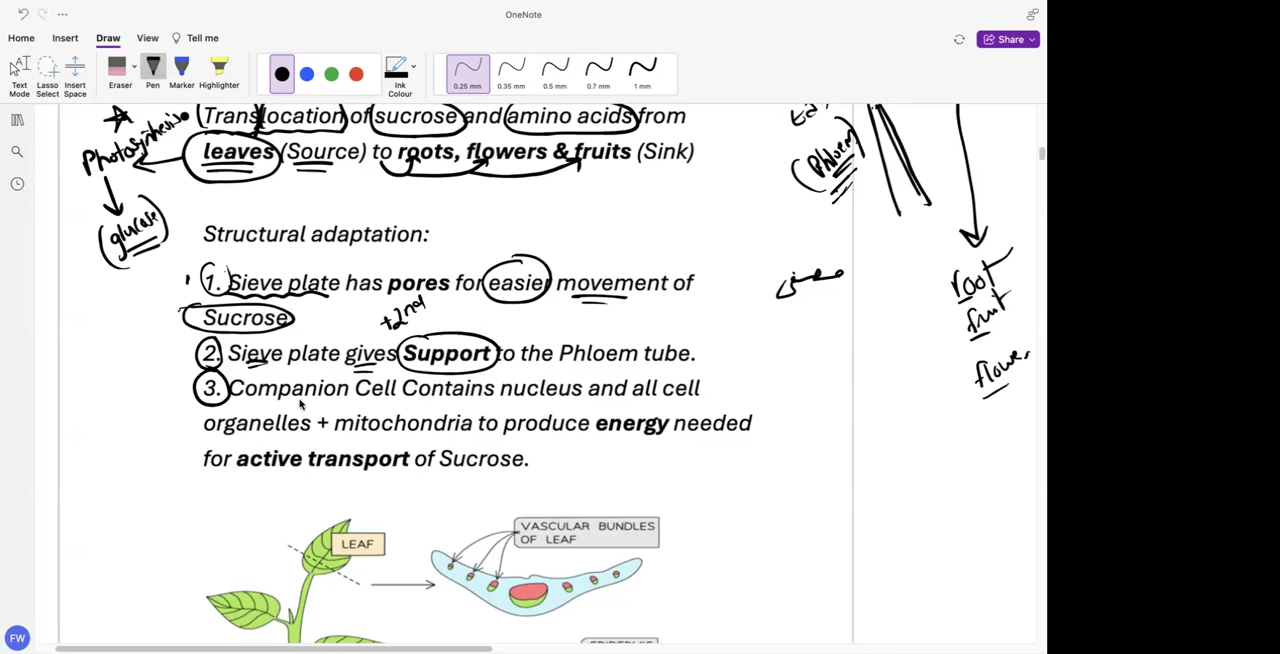 OneNote
Home Insert Draw View Tell me
Share
Text Mode
Lasso Select
Insert Space
Eraser
Pen
Marker
Highlighter
0.25 mm 0.35 mm 0.5 mm 0.7 mm 1 mm
Ink Colour
Translocation of sucrose and amino acids from
leaves (Source) to roots, flowers & fruits (Sink)
Photosynthesis
(glucose)
(Phloem)
Structural adaptation:
1. Sieve plate has pores for easier movement of
Sucrose
+2nd
2. Sieve plate gives Support to the Phloem tube.
3. Companion Cell Contains nucleus and all cell
organelles + mitochondria to produce energy needed
for active transport of Sucrose.
root
fruit
flower
LEAF
VASCULAR BUNDLES
OF LEAF
FW